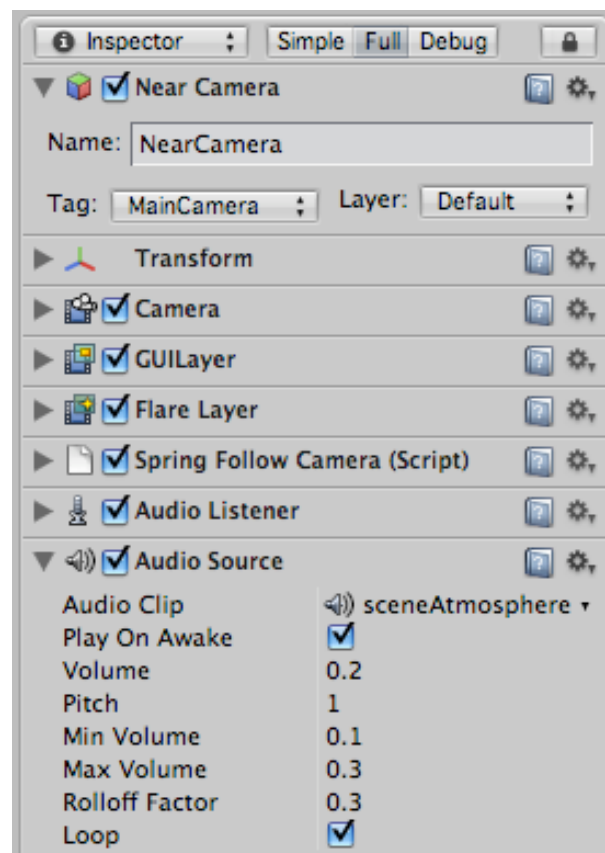 Inspector Simple Full Debug
Near Camera
Name: NearCamera
Tag: MainCamera Layer: Default
Transform
Camera
GUILayer
Flare Layer
Spring Follow Camera (Script)
Audio Listener
Audio Source
Audio Clip sceneAtmosphere
Play On Awake
Volume 0.2
Pitch 1
Min Volume 0.1
Max Volume 0.3
Rolloff Factor 0.3
Loop